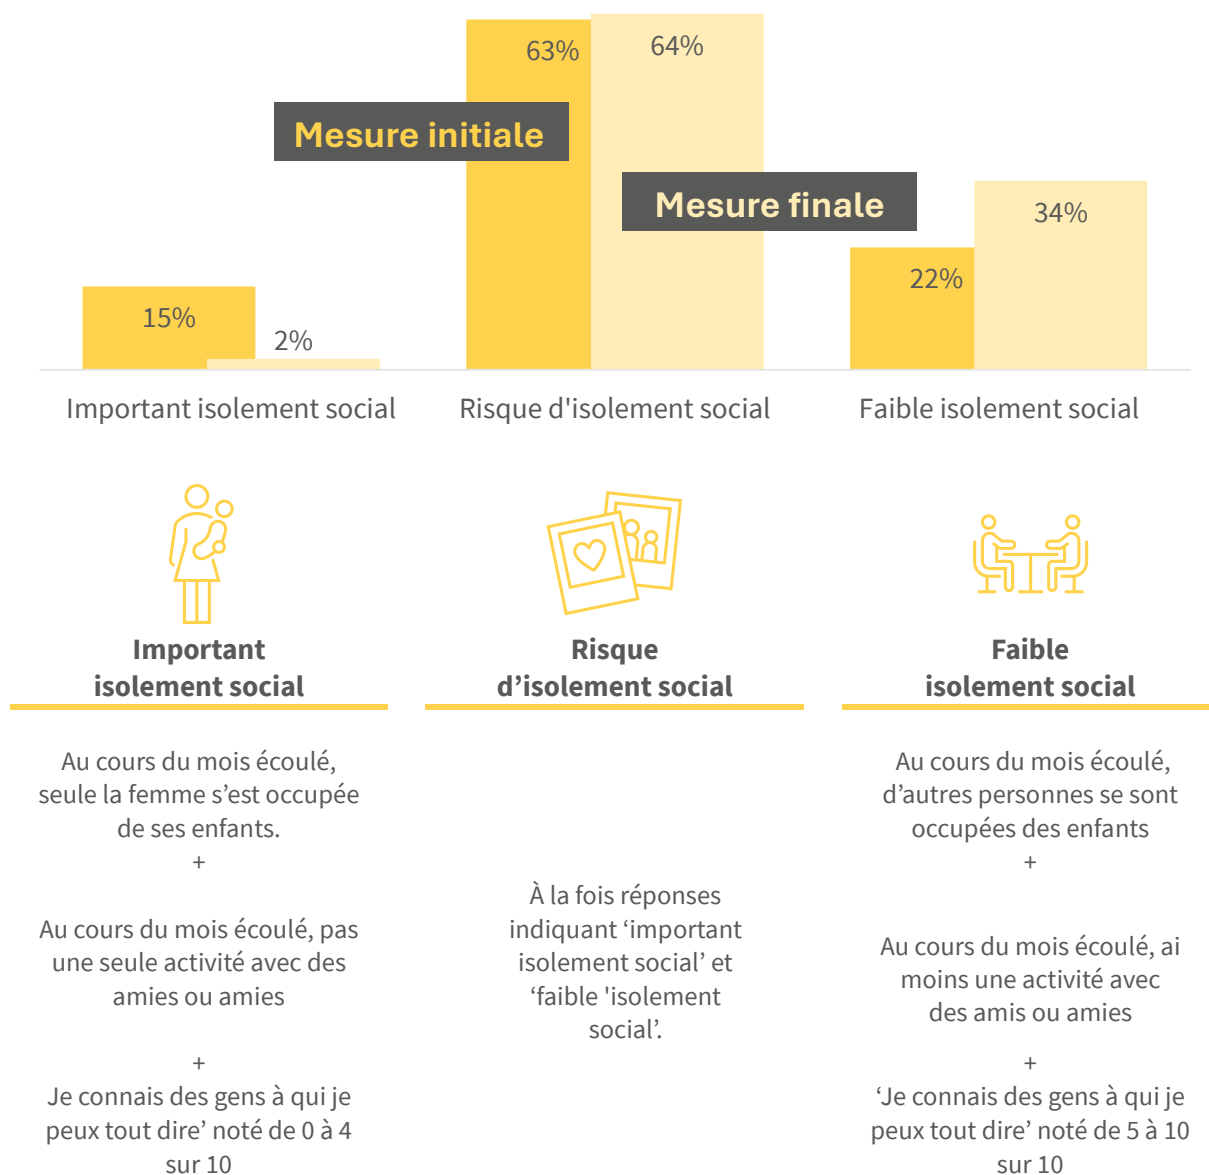 63%
64%
Mesure initiale
Mesure finale
34%
22%
15%
2%
Important isolement social
Risque d'isolement social
Faible isolement social
Important
isolement social
Au cours du mois écoulé,
seule la femme s’est occupée
de ses enfants.
+
Au cours du mois écoulé, pas
une seule activité avec des
amies ou amies
+
Je connais des gens à qui je
peux tout dire’ noté de 0 à 4
sur 10
Risque
d’isolement social
À la fois réponses
indiquant ‘important
isolement social’ et
‘faible 'isolement
social’.
Faible
isolement social
Au cours du mois écoulé,
d’autres personnes se sont
occupées des enfants
+
Au cours du mois écoulé, ai
moins une activité avec
des amis ou amies
+
‘Je connais des gens à qui je
peux tout dire’ noté de 5 à 10
sur 10